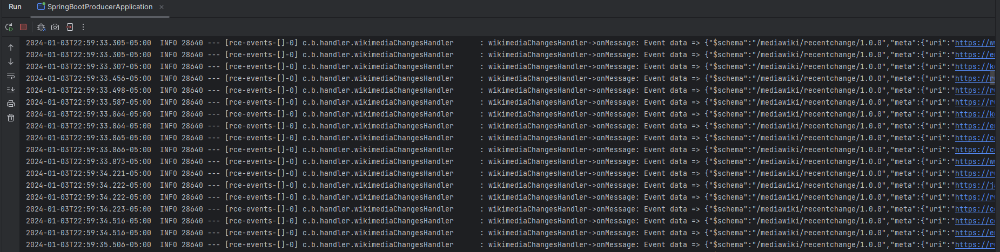 Run SpringBootProducerApplication
2024-01-03T22:59:33.305-05:00 INFO 28640 --- [rce-events-[]-0] c.b.handler.wikimediaChangesHandler : wikimediaChangesHandler->onMessage: Event data => {"$schema":"/mediawiki/recentchange/1.0.0","meta":{"uri":"https://ww
2024-01-03T22:59:33.305-05:00 INFO 28640 --- [rce-events-[]-0] c.b.handler.wikimediaChangesHandler : wikimediaChangesHandler->onMessage: Event data => {"$schema":"/mediawiki/recentchange/1.0.0","meta":{"uri":"https://en
2024-01-03T22:59:33.307-05:00 INFO 28640 --- [rce-events-[]-0] c.b.handler.wikimediaChangesHandler : wikimediaChangesHandler->onMessage: Event data => {"$schema":"/mediawiki/recentchange/1.0.0","meta":{"uri":"https://ko
2024-01-03T22:59:33.456-05:00 INFO 28640 --- [rce-events-[]-0] c.b.handler.wikimediaChangesHandler : wikimediaChangesHandler->onMessage: Event data => {"$schema":"/mediawiki/recentchange/1.0.0","meta":{"uri":"https://ro
2024-01-03T22:59:33.498-05:00 INFO 28640 --- [rce-events-[]-0] c.b.handler.wikimediaChangesHandler : wikimediaChangesHandler->onMessage: Event data => {"$schema":"/mediawiki/recentchange/1.0.0","meta":{"uri":"https://r
2024-01-03T22:59:33.587-05:00 INFO 28640 --- [rce-events-[]-0] c.b.handler.wikimediaChangesHandler : wikimediaChangesHandler->onMessage: Event data => {"$schema":"/mediawiki/recentchange/1.0.0","meta":{"uri":"https://ru
2024-01-03T22:59:33.864-05:00 INFO 28640 --- [rce-events-[]-0] c.b.handler.wikimediaChangesHandler : wikimediaChangesHandler->onMessage: Event data => {"$schema":"/mediawiki/recentchange/1.0.0","meta":{"uri":"https://ko
2024-01-03T22:59:33.864-05:00 INFO 28640 --- [rce-events-[]-0] c.b.handler.wikimediaChangesHandler : wikimediaChangesHandler->onMessage: Event data => {"$schema":"/mediawiki/recentchange/1.0.0","meta":{"uri":"https://en
2024-01-03T22:59:33.865-05:00 INFO 28640 --- [rce-events-[]-0] c.b.handler.wikimediaChangesHandler : wikimediaChangesHandler->onMessage: Event data => {"$schema":"/mediawiki/recentchange/1.0.0","meta":{"uri":"https://co
2024-01-03T22:59:33.866-05:00 INFO 28640 --- [rce-events-[]-0] c.b.handler.wikimediaChangesHandler : wikimediaChangesHandler->onMessage: Event data => {"$schema":"/mediawiki/recentchange/1.0.0","meta":{"uri":"https://co
2024-01-03T22:59:33.873-05:00 INFO 28640 --- [rce-events-[]-0] c.b.handler.wikimediaChangesHandler : wikimediaChangesHandler->onMessage: Event data => {"$schema":"/mediawiki/recentchange/1.0.0","meta":{"uri":"https://ww
2024-01-03T22:59:34.221-05:00 INFO 28640 --- [rce-events-[]-0] c.b.handler.wikimediaChangesHandler : wikimediaChangesHandler->onMessage: Event data => {"$schema":"/mediawiki/recentchange/1.0.0","meta":{"uri":"https://r
2024-01-03T22:59:34.222-05:00 INFO 28640 --- [rce-events-[]-0] c.b.handler.wikimediaChangesHandler : wikimediaChangesHandler->onMessage: Event data => {"$schema":"/mediawiki/recentchange/1.0.0","meta":{"uri":"https://ja
2024-01-03T22:59:34.222-05:00 INFO 28640 --- [rce-events-[]-0] c.b.handler.wikimediaChangesHandler : wikimediaChangesHandler->onMessage: Event data => {"$schema":"/mediawiki/recentchange/1.0.0","meta":{"uri":"https://r
2024-01-03T22:59:34.223-05:00 INFO 28640 --- [rce-events-[]-0] c.b.handler.wikimediaChangesHandler : wikimediaChangesHandler->onMessage: Event data => {"$schema":"/mediawiki/recentchange/1.0.0","meta":{"uri":"https://co
2024-01-03T22:59:34.516-05:00 INFO 28640 --- [rce-events-[]-0] c.b.handler.wikimediaChangesHandler : wikimediaChangesHandler->onMessage: Event data => {"$schema":"/mediawiki/recentchange/1.0.0","meta":{"uri":"https://co
2024-01-03T22:59:34.516-05:00 INFO 28640 --- [rce-events-[]-0] c.b.handler.wikimediaChangesHandler : wikimediaChangesHandler->onMessage: Event data => {"$schema":"/mediawiki/recentchange/1.0.0","meta":{"uri":"https://en
2024-01-03T22:59:35.506-05:00 INFO 28640 --- [rce-events-[]-0] c.b.handler.wikimediaChangesHandler : wikimediaChangesHandler->onMessage: Event data => {"$schema":"/mediawiki/recentchange/1.0.0","meta":{"uri":"https://ru